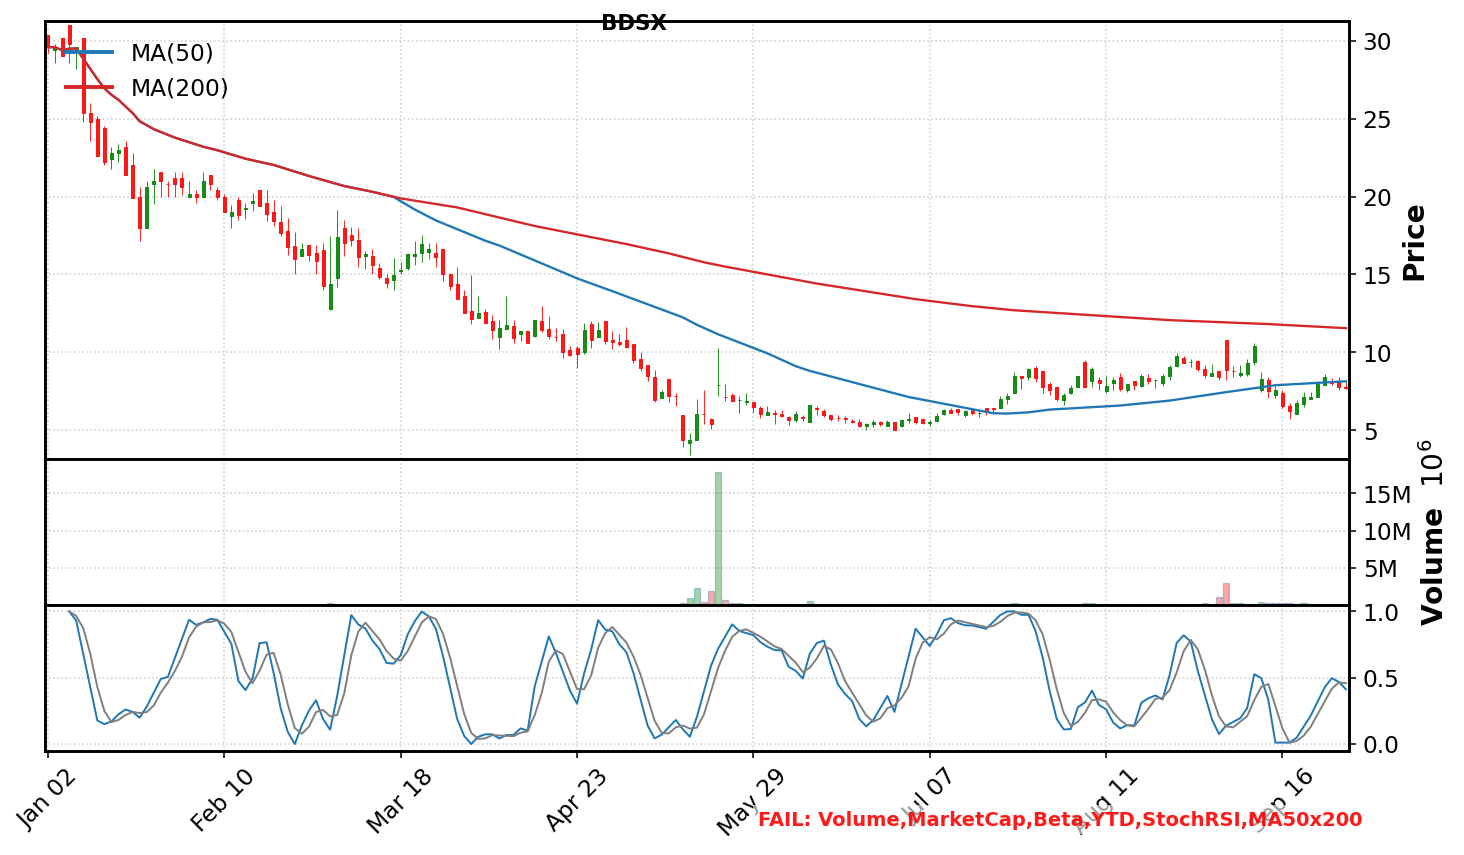 BDSX
MA(50)
MA(200)
30
25
20
15
10
5
Price
15M
10M
5M
Volume 10^6
1.0
0.5
0.0
Jan 02
Feb 10
Mar 18
Apr 23
May 29
Jul 07
Aug 11
Sep 16
FAIL: Volume,MarketCap,Beta,YTD,StochRSI,MA50x200